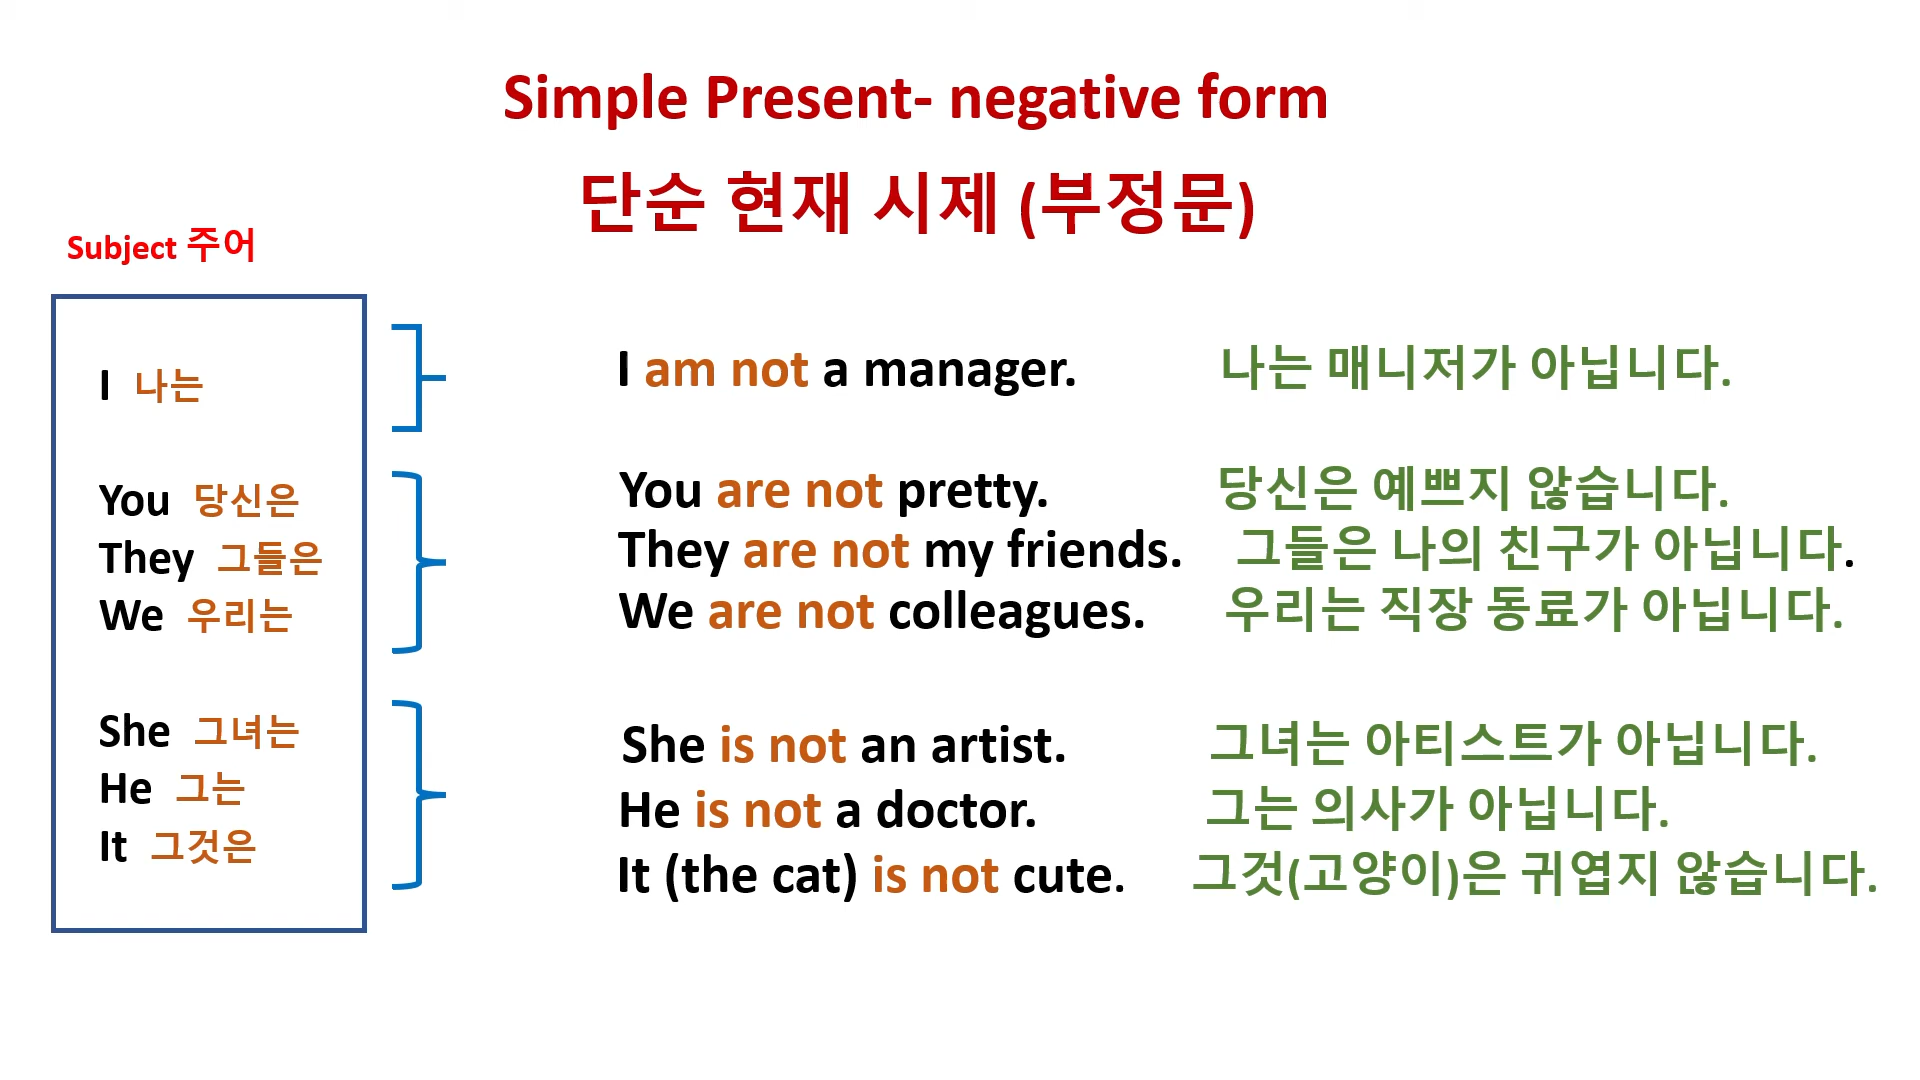 Simple Present- negative form
단순 현재 시제 (부정문)
Subject 주어
I 나는
You 당신은
They 그들은
We 우리는
She 그녀는
He 그는
It 그것은
I am not a manager. 나는 매니저가 아닙니다.
You are not pretty. 당신은 예쁘지 않습니다.
They are not my friends. 그들은 나의 친구가 아닙니다.
We are not colleagues. 우리는 직장 동료가 아닙니다.
She is not an artist. 그녀는 아티스트가 아닙니다.
He is not a doctor. 그는 의사가 아닙니다.
It (the cat) is not cute. 그것(고양이)은 귀엽지 않습니다.